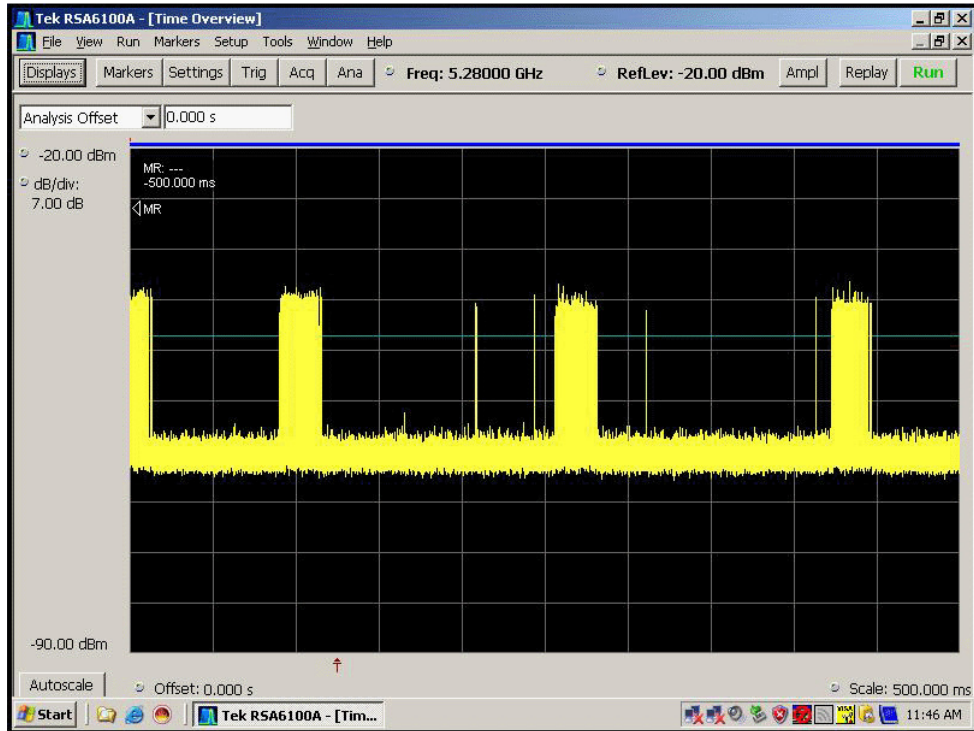 Tek RSA6100A - [Time Overview]
File View Run Markers Setup Tools Window Help
Displays Markers Settings Trig Acq Ana Freq: 5.28000 GHz RefLev: -20.00 dBm Ampl Replay Run
Analysis Offset 0.000 s
-20.00 dBm
dB/div:
7.00 dB
MR: ---
-500.000 ms
MR
-90.00 dBm
Autoscale Offset: 0.000 s Scale: 500.000 ms
Start Tek RSA6100A - [Tim... 11:46 AM